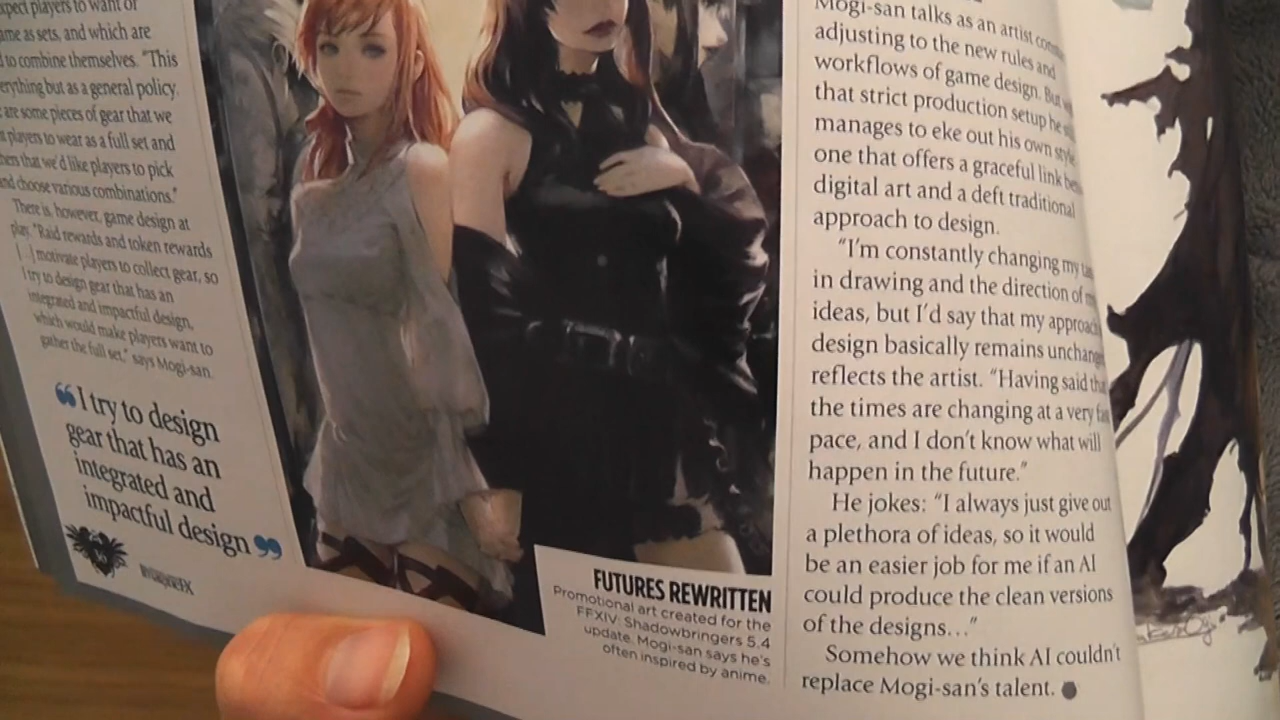 expect players to want or
same as sets, and which are
to combine themselves. "This
everything but as a general policy.
are some pieces of gear that we
players to wear as a full set and
others that we'd like players to pick
and choose various combinations."
There is, however, game design at
play. "Raid rewards and token rewards
[...] motivate players to collect gear, so
I try to design gear that has an
integrated and impactful design,
which would make players want to
gather the full set," says Mogi-san.
“I try to design
gear that has an
integrated and
impactful design”
FUTURES REWRITTEN
Promotional art created for the
FFXIV: Shadowbringers 5.4
update. Mogi-san says he's
often inspired by anime.
Mogi-san talks as an artist
adjusting to the new rules and
workflows of game design. But
that strict production setup he
manages to eke out his own style,
one that offers a graceful link
digital art and a deft traditional
approach to design.
"I'm constantly changing my
in drawing and the direction of
ideas, but I'd say that my approach
design basically remains
reflects the artist. "Having said
the times are changing at a very
pace, and I don't know what will
happen in the future."
He jokes: "I always just give out
a plethora of ideas, so it would
be an easier job for me if an AI
could produce the clean versions
of the designs…"
Somehow we think AI couldn't
replace Mogi-san's talent.